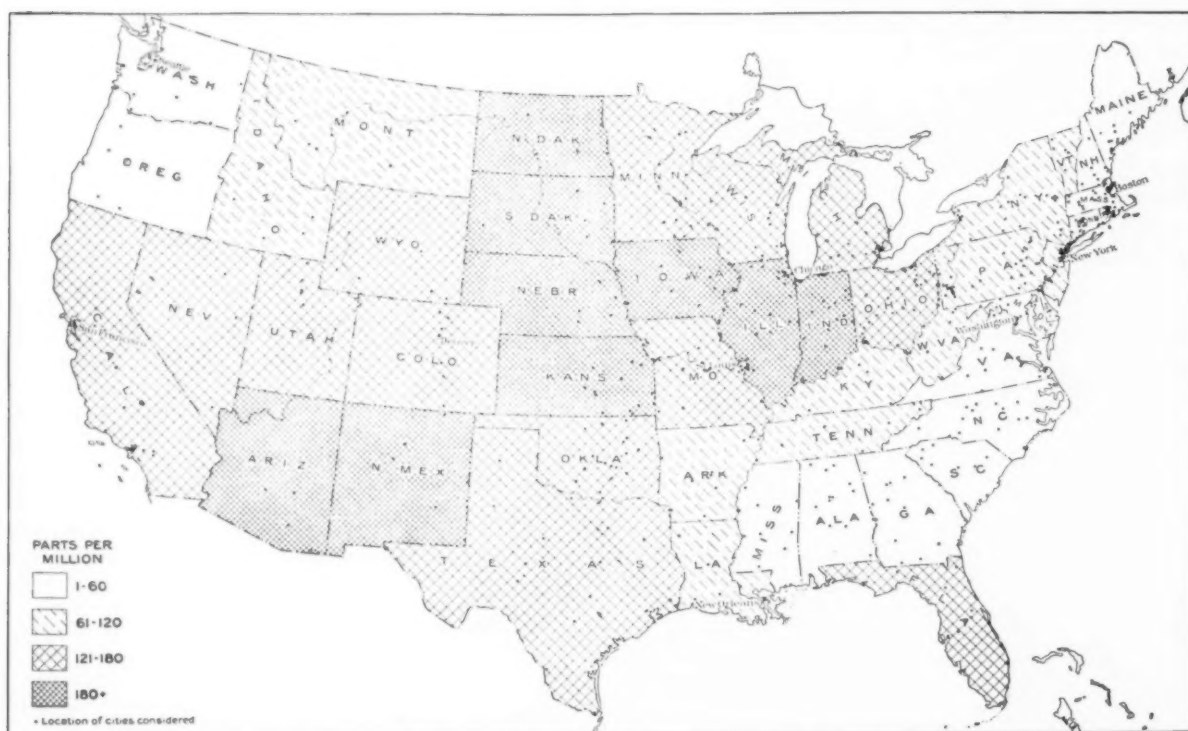 WASH
OREG
IDAHO
MONT
WYO
NEV
UTAH
COLO
CAL
ARIZ
N MEX
N DAK
S DAK
NEBR
KANS
OKLA
TEXAS
MINN
IOWA
MO
ARK
LA
New Orleans
WIS
ILL
Chicago
MICH
IND
OHIO
KY
TENN
MISS
ALA
GA
FLA
S C
N C
VA
W VA
Washington
PA
N Y
New York
VT
NH
MAINE
MASS
Boston
PARTS PER
MILLION
1-60
61-120
121-180
180+
• Location of cities considered